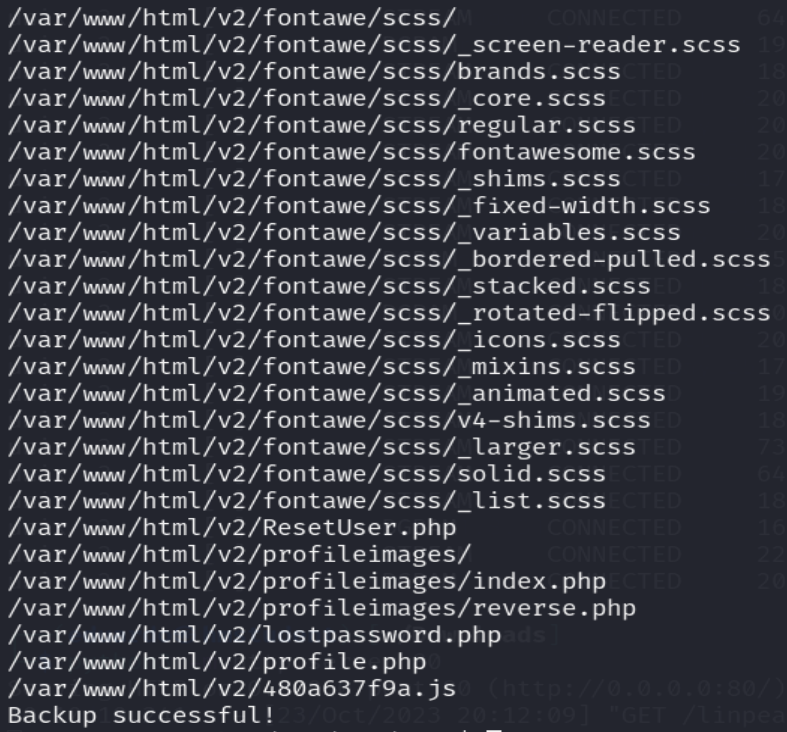 /var/www/html/v2/fontawe/scss/
/var/www/html/v2/fontawe/scss/_screen-reader.scss
/var/www/html/v2/fontawe/scss/brands.scss
/var/www/html/v2/fontawe/scss/_core.scss
/var/www/html/v2/fontawe/scss/regular.scss
/var/www/html/v2/fontawe/scss/fontawesome.scss
/var/www/html/v2/fontawe/scss/_shims.scss
/var/www/html/v2/fontawe/scss/_fixed-width.scss
/var/www/html/v2/fontawe/scss/_variables.scss
/var/www/html/v2/fontawe/scss/_bordered-pulled.scss
/var/www/html/v2/fontawe/scss/_stacked.scss
/var/www/html/v2/fontawe/scss/_rotated-flipped.scss
/var/www/html/v2/fontawe/scss/_icons.scss
/var/www/html/v2/fontawe/scss/_mixins.scss
/var/www/html/v2/fontawe/scss/_animated.scss
/var/www/html/v2/fontawe/scss/v4-shims.scss
/var/www/html/v2/fontawe/scss/_larger.scss
/var/www/html/v2/fontawe/scss/solid.scss
/var/www/html/v2/fontawe/scss/_list.scss
/var/www/html/v2/ResetUser.php
/var/www/html/v2/profileimages/
/var/www/html/v2/profileimages/index.php
/var/www/html/v2/profileimages/reverse.php
/var/www/html/v2/lostpassword.php
/var/www/html/v2/profile.php
/var/www/html/v2/480a637f9a.js
Backup successful!